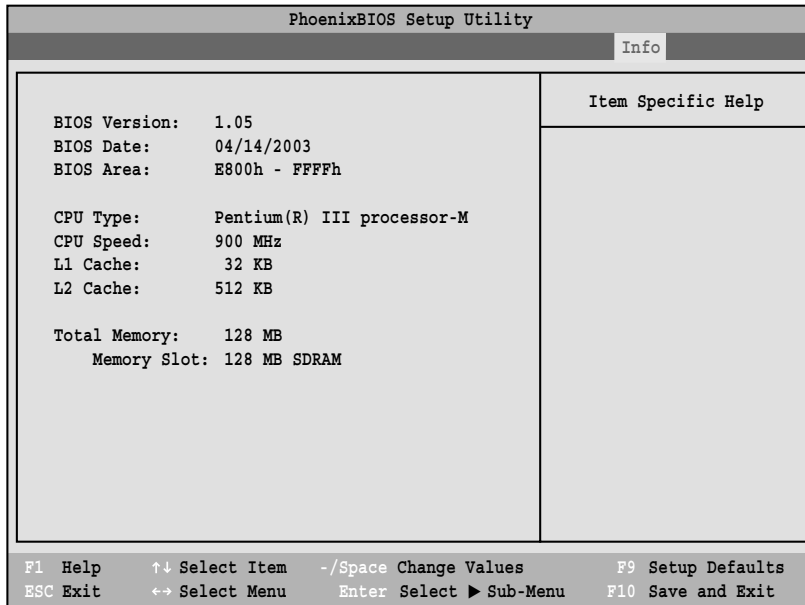 PhoenixBIOS Setup Utility
Info
Item Specific Help
BIOS Version: 1.05
BIOS Date: 04/14/2003
BIOS Area: E800h - FFFFh
CPU Type: Pentium(R) III processor-M
CPU Speed: 900 MHz
L1 Cache: 32 KB
L2 Cache: 512 KB
Total Memory: 128 MB
Memory Slot: 128 MB SDRAM
F1 Help ↑↓ Select Item -/Space Change Values F9 Setup Defaults
ESC Exit ←→ Select Menu Enter Select ▶ Sub-Menu F10 Save and Exit